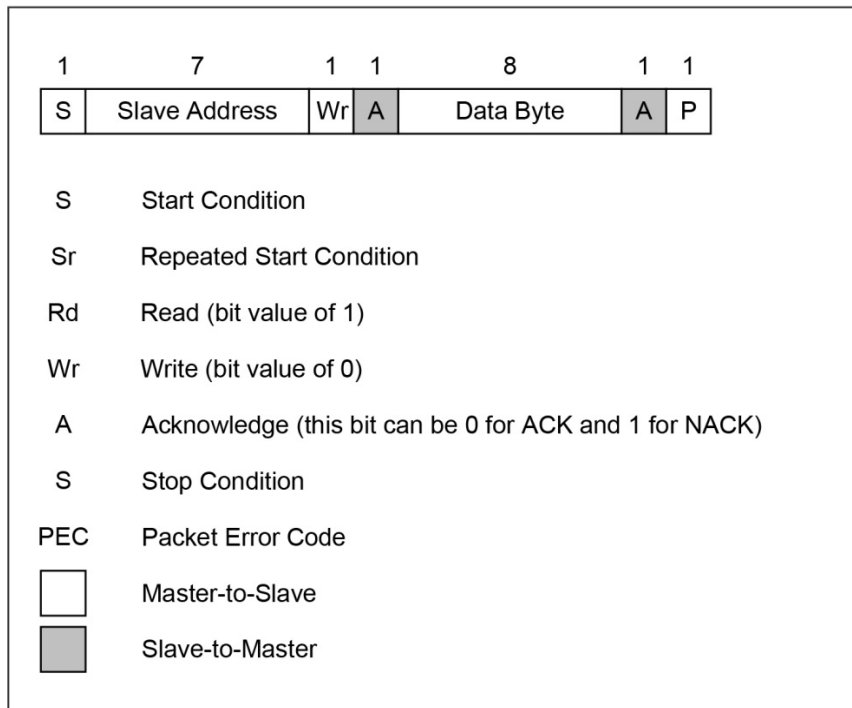 1 7 1 1 8 1 1
S Slave Address Wr A Data Byte A P
S Start Condition
Sr Repeated Start Condition
Rd Read (bit value of 1)
Wr Write (bit value of 0)
A Acknowledge (this bit can be 0 for ACK and 1 for NACK)
S Stop Condition
PEC Packet Error Code
Master-to-Slave
Slave-to-Master